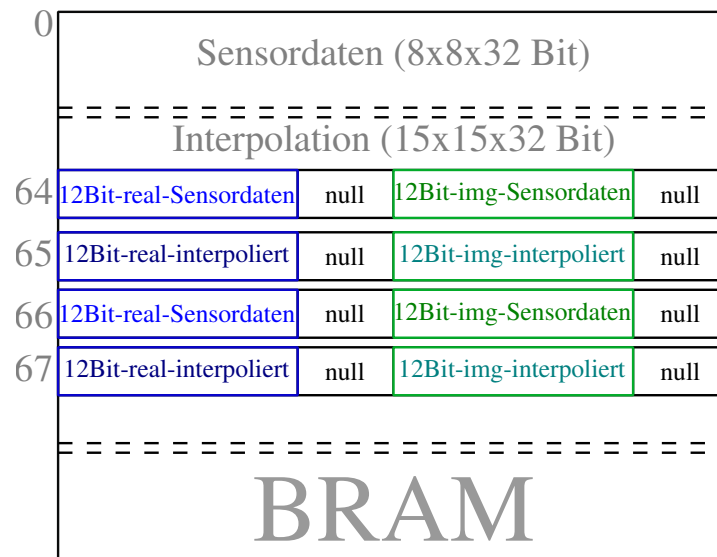 0
Sensordaten (8x8x32 Bit)
Interpolation (15x15x32 Bit)
64 12Bit-real-Sensordaten null 12Bit-img-Sensordaten null
65 12Bit-real-interpoliert null 12Bit-img-interpoliert null
66 12Bit-real-Sensordaten null 12Bit-img-Sensordaten null
67 12Bit-real-interpoliert null 12Bit-img-interpoliert null
BRAM